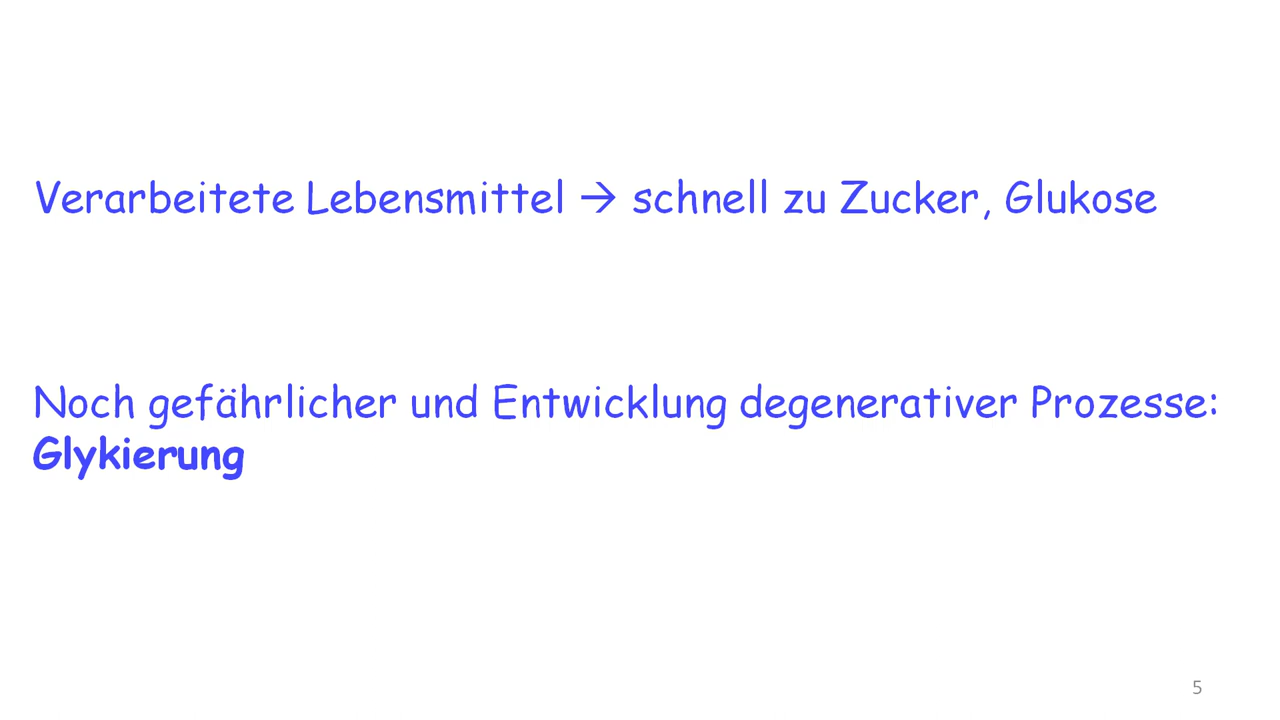 Verarbeitete Lebensmittel → schnell zu Zucker, Glukose
Noch gefährlicher und Entwicklung degenerativer Prozesse:
Glykierung
5